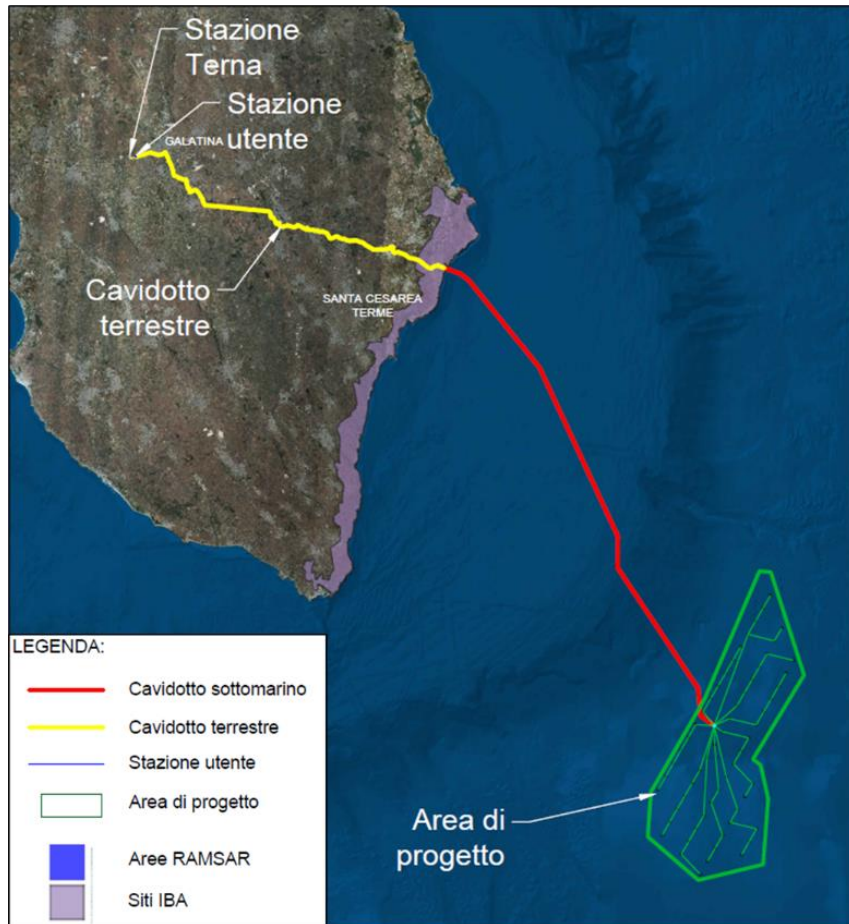 Stazione
Terna
Stazione
utente
GALATINA
Cavidotto
terrestre
SANTA CESAREA
TERME
LEGENDA:
Cavidotto sottomarino
Cavidotto terrestre
Stazione utente
Area di progetto
Aree RAMSAR
Siti IBA
Area di
progetto